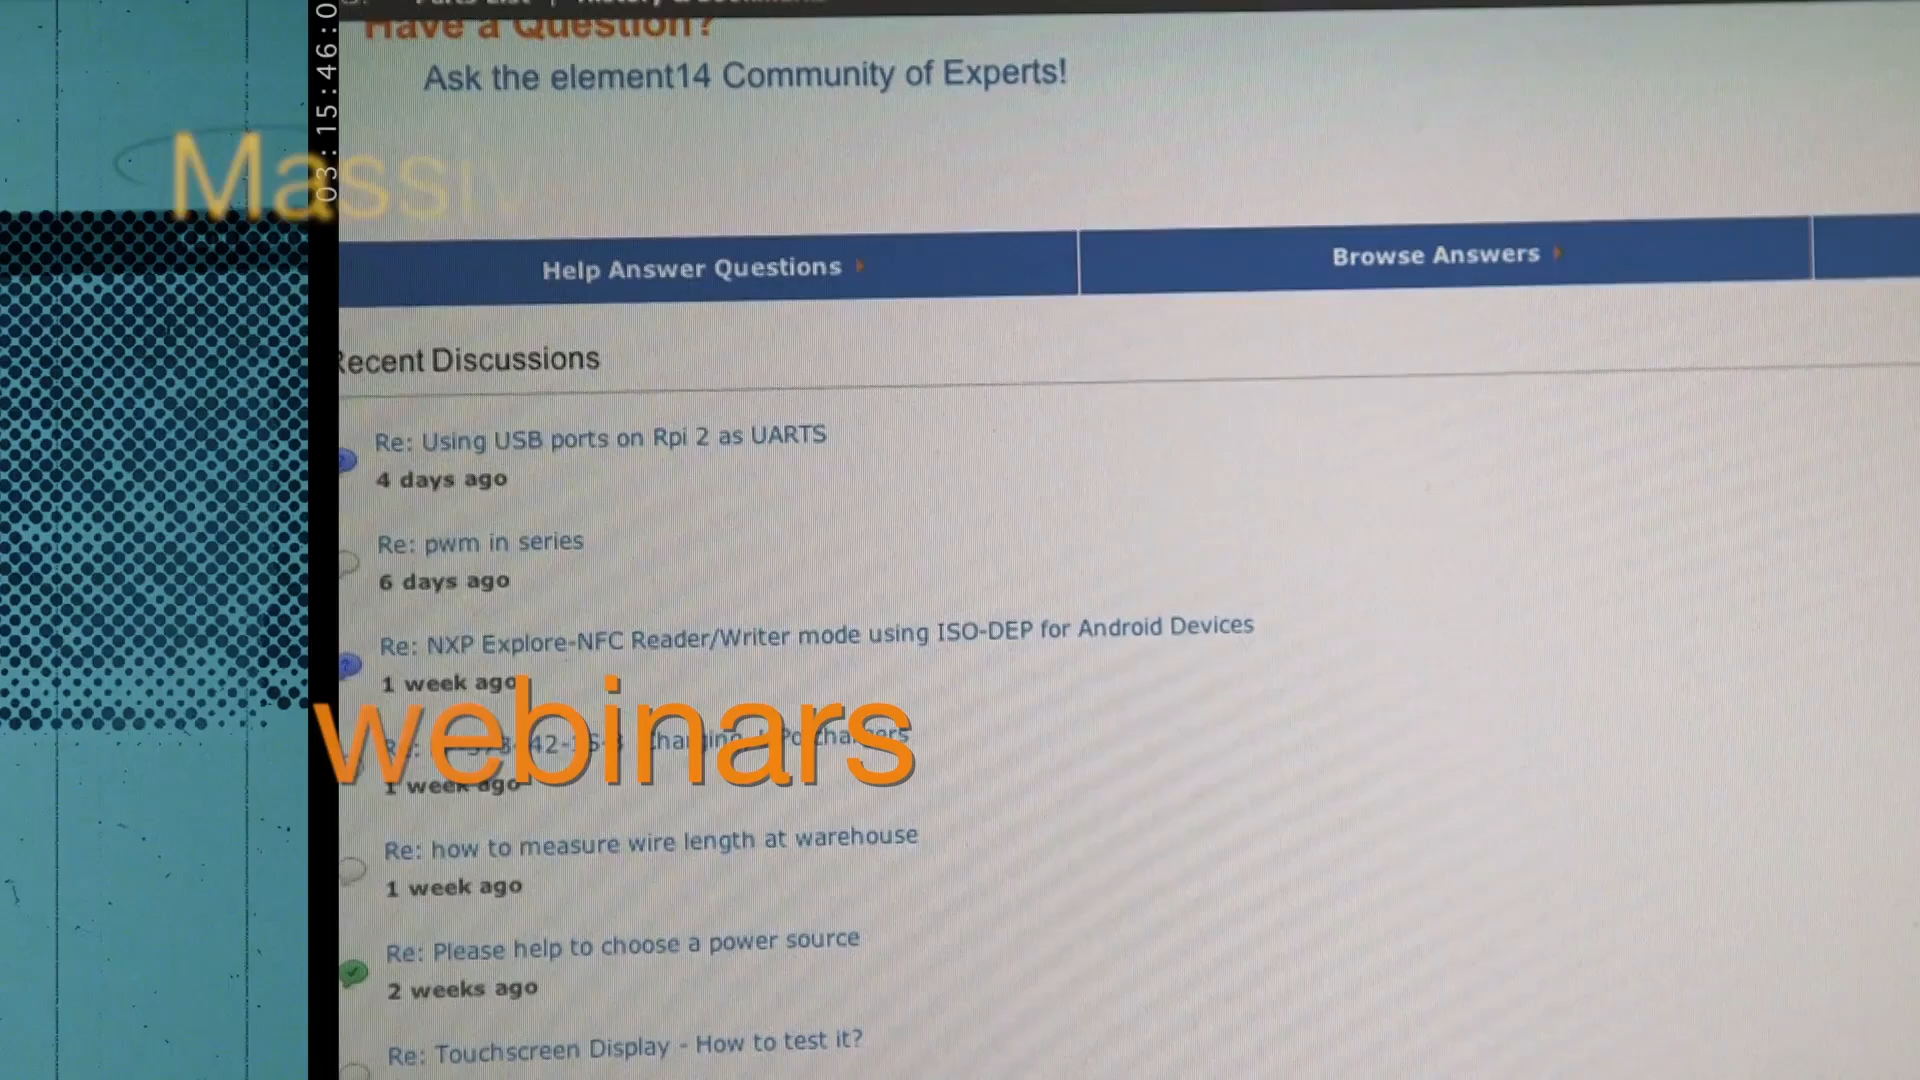 Have a Question?
Ask the element14 Community of Experts!
03:15:46:0
Massiv
Help Answer Questions
Browse Answers
Recent Discussions
Re: Using USB ports on Rpi 2 as UARTS
4 days ago
Re: pwm in series
6 days ago
Re: NXP Explore-NFC Reader/Writer mode using ISO-DEP for Android Devices
1 week ago
webinars
1 week ago
Re: how to measure wire length at warehouse
1 week ago
Re: Please help to choose a power source
2 weeks ago
Re: Touchscreen Display - How to test it?